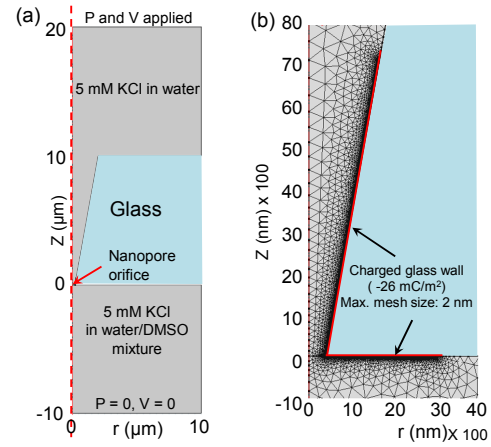 (a)
P and V applied
20
5 mM KCl in water
10
Glass
Z (µm)
Nanopore
orifice
0
5 mM KCl
in water/DMSO
mixture
P = 0, V = 0
-10
0
10
r (µm)
(b)
80
70
60
50
40
30
20
10
0
-10
Z (nm) x 100
Charged glass wall
( -26 mC/m²)
Max. mesh size: 2 nm
0
10
20
30
40
r (nm)x 100